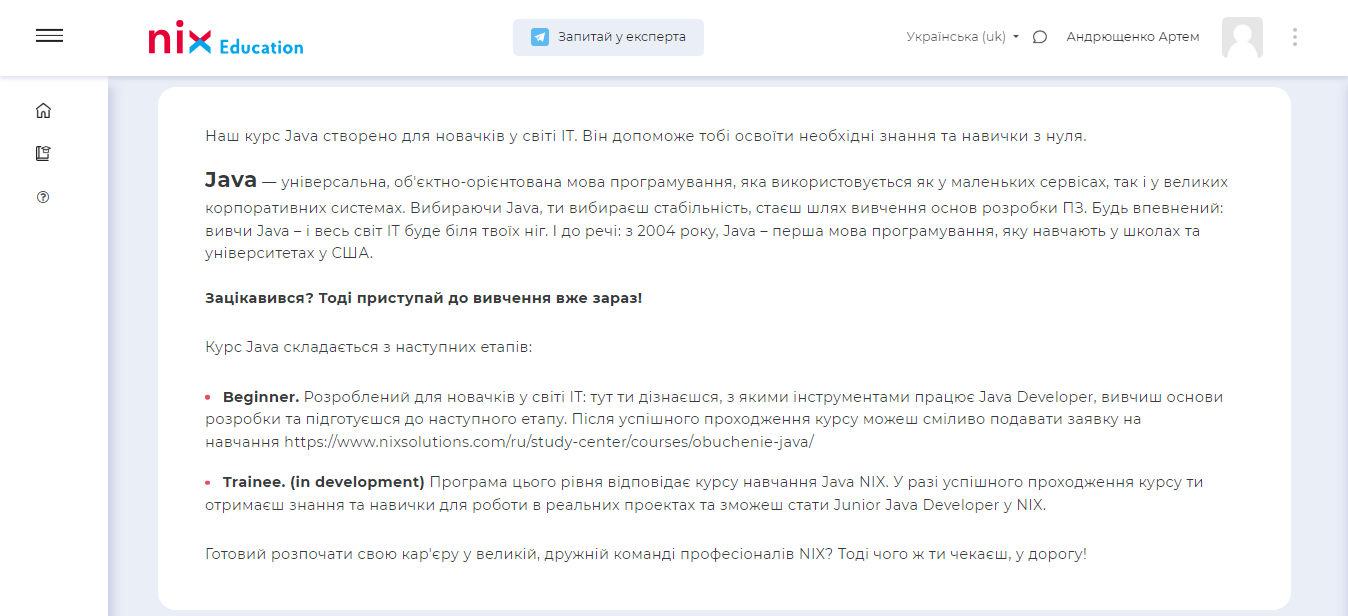 nix Education
Запитай у експерта
Українська (uk)
Андрющенко Артем
Наш курс Java створено для новачків у світі IT. Він допоможе тобі освоїти необхідні знання та навички з нуля.
Java — універсальна, об'єктно-орієнтована мова програмування, яка використовується як у маленьких сервісах, так і у великих
корпоративних системах. Вибираючи Java, ти вибираєш стабільність, стаєш шлях вивчення основ розробки ПЗ. Будь впевнений:
вивчи Java – і весь світ IT буде біля твоїх ніг. І до речі: з 2004 року, Java – перша мова програмування, яку навчають у школах та
університетах у США.
Зацікавився? Тоді приступай до вивчення вже зараз!
Курс Java складається з наступних етапів:
• Beginner. Розроблений для новачків у світі IT: тут ти дізнаєшся, з якими інструментами працює Java Developer, вивчиш основи
розробки та підготуєшся до наступного етапу. Після успішного проходження курсу можеш сміливо подавати заявку на
навчання https://www.nixsolutions.com/ru/study-center/courses/obuchenie-java/
• Trainee. (in development) Програма цього рівня відповідає курсу навчання Java NIX. У разі успішного проходження курсу ти
отримаєш знання та навички для роботи в реальних проектах та зможеш стати Junior Java Developer у NIX.
Готовий розпочати свою кар'єру у великій, дружній команді професіоналів NIX? Тоді чого ж ти чекаєш, у дорогу!